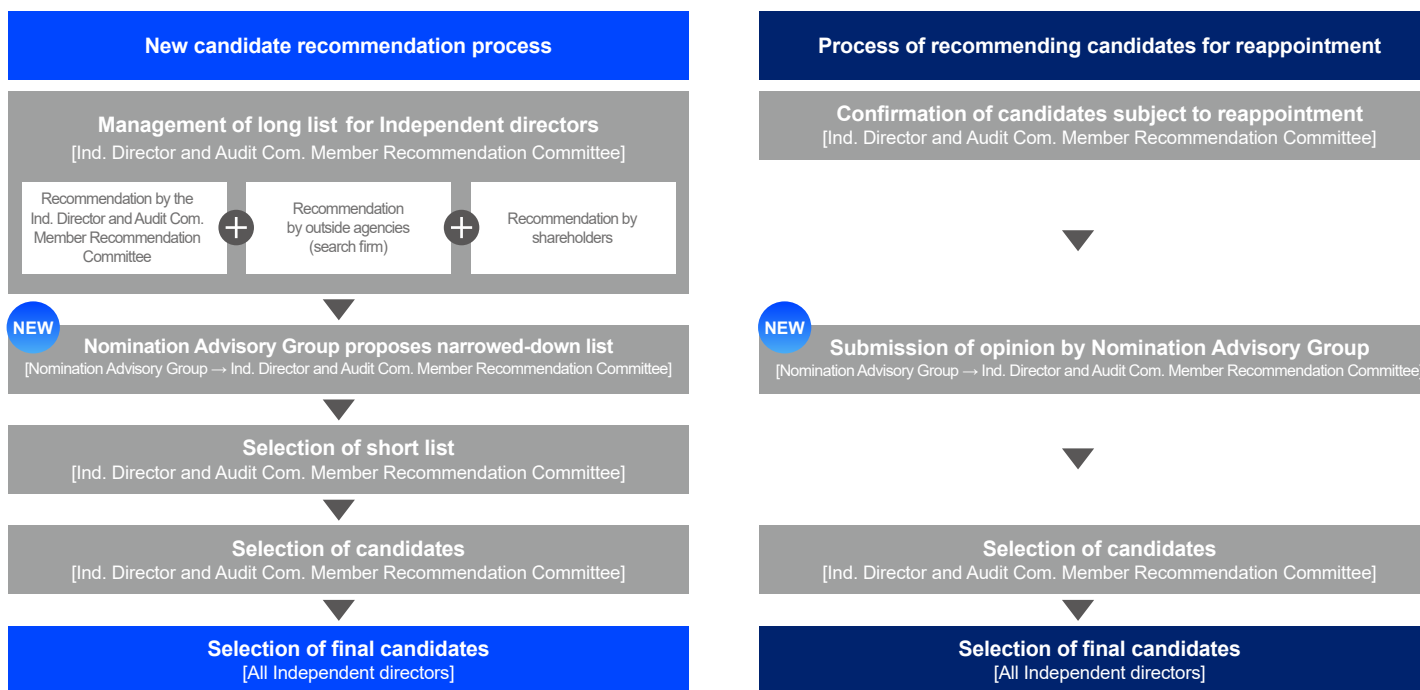 New candidate recommendation process
Management of long list for Independent directors
[Ind. Director and Audit Com. Member Recommendation Committee]
Recommendation by the
Ind. Director and Audit Com.
Member Recommendation
Committee
Recommendation
by outside agencies
(search firm)
Recommendation by
shareholders
NEW
Nomination Advisory Group proposes narrowed-down list
[Nomination Advisory Group → Ind. Director and Audit Com. Member Recommendation Committee]
Selection of short list
[Ind. Director and Audit Com. Member Recommendation Committee]
Selection of candidates
[Ind. Director and Audit Com. Member Recommendation Committee]
Selection of final candidates
[All Independent directors]
Process of recommending candidates for reappointment
Confirmation of candidates subject to reappointment
[Ind. Director and Audit Com. Member Recommendation Committee]
NEW
Submission of opinion by Nomination Advisory Group
[Nomination Advisory Group → Ind. Director and Audit Com. Member Recommendation Committee]
Selection of candidates
[Ind. Director and Audit Com. Member Recommendation Committee]
Selection of final candidates
[All Independent directors]